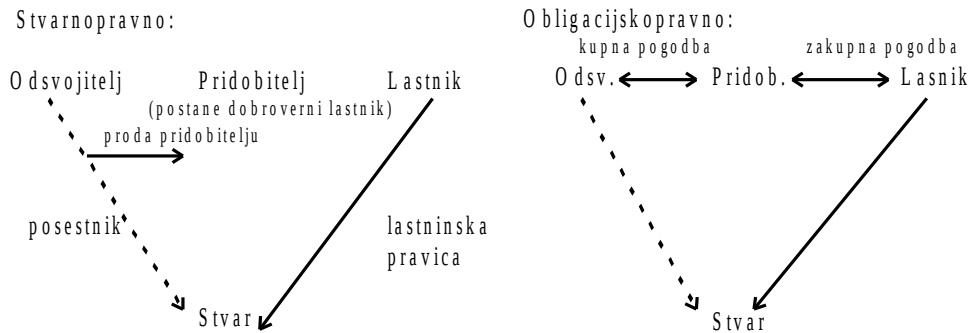 Stvarnopravno:
Odsvojitelj Pridobitelj Lastnik
(postane dobroverni lastnik)
proda pridobitelju
posestnik
lastninska
pravica
Stvar
Obligacijskopravno:
kupna pogodba zakupna pogodba
Odsv. Pridob. Lasnik
Stvar